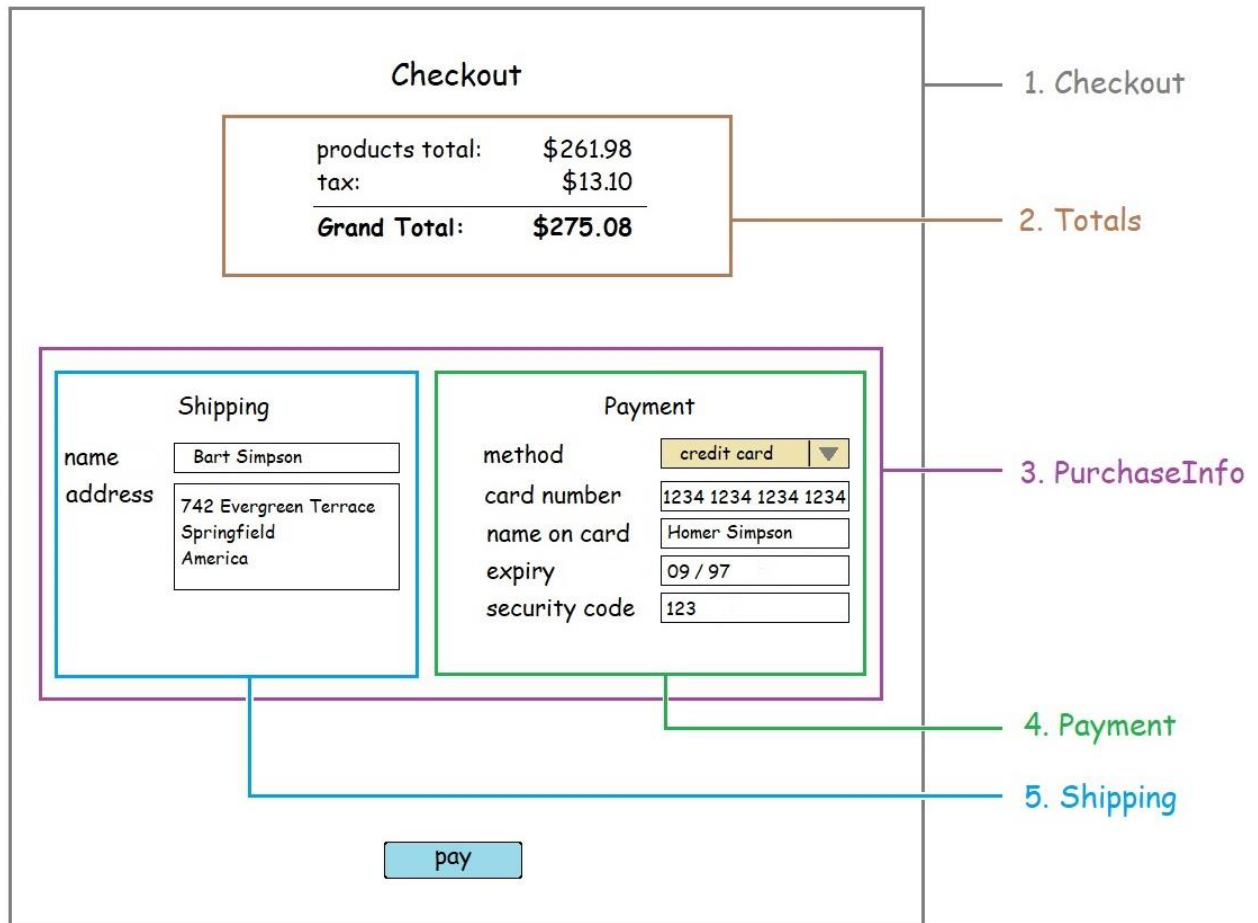 Checkout
1. Checkout
products total: $261.98
tax: $13.10
Grand Total: $275.08
2. Totals
Shipping
name Bart Simpson
address 742 Evergreen Terrace
Springfield
America
Payment
method credit card
card number 1234 1234 1234 1234
name on card Homer Simpson
expiry 09 / 97
security code 123
3. PurchaseInfo
4. Payment
5. Shipping
pay